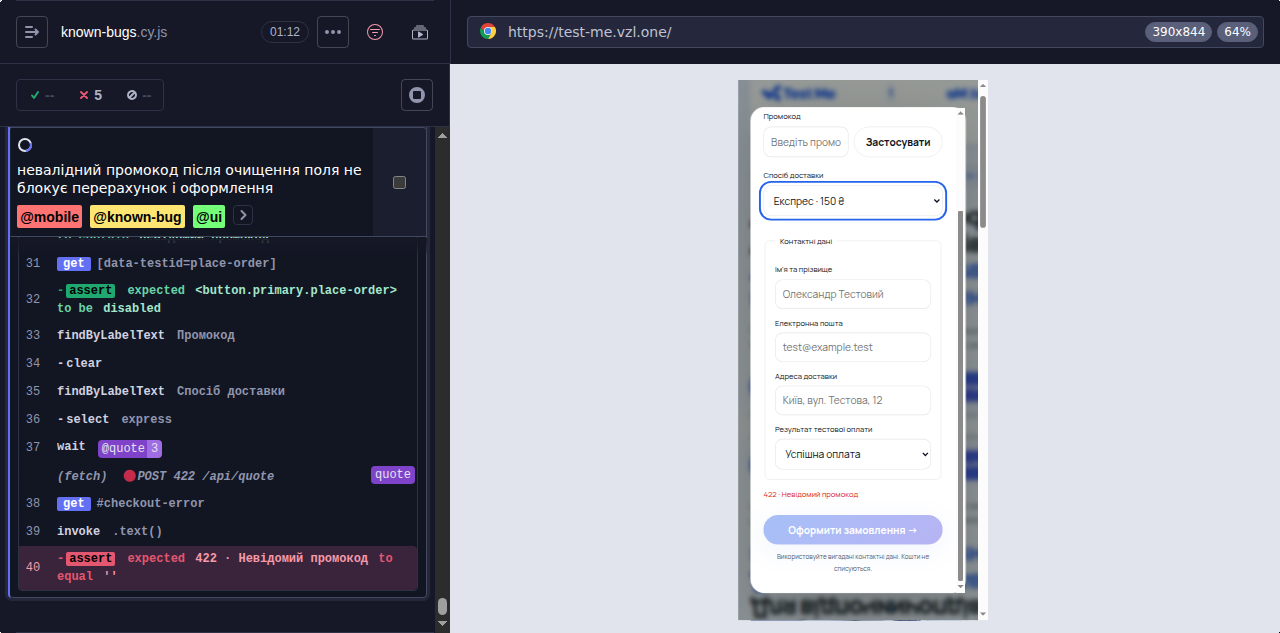 known-bugs.cy.js
01:12
--
5
--
невалідний промокод після очищення поля не
блокує перерахунок і оформлення
@mobile @known-bug @ui
31 get [data-testid=place-order]
32 -assert expected <button.primary.place-order>
to be disabled
33 findByLabelText Промокод
34 -clear
35 findByLabelText Спосіб доставки
36 -select express
37 wait @quote 3
(fetch) POST 422 /api/quote quote
38 get #checkout-error
39 invoke .text()
40 -assert expected 422 · Невідомий промокод to
equal ''
https://test-me.vzl.one/
390x844
64%
Test Me
Промокод
Введіть промо
Застосувати
Спосіб доставки
Експрес · 150 ₴
Контактні дані
Ім'я та прізвище
Олександр Тестовий
Електронна пошта
test@example.test
Адреса доставки
Київ, вул. Тестова, 12
Результат тестової оплати
Успішна оплата
422 · Невідомий промокод
Оформити замовлення →
Використовуйте вигадані контактні дані. Кошти не
списуються.